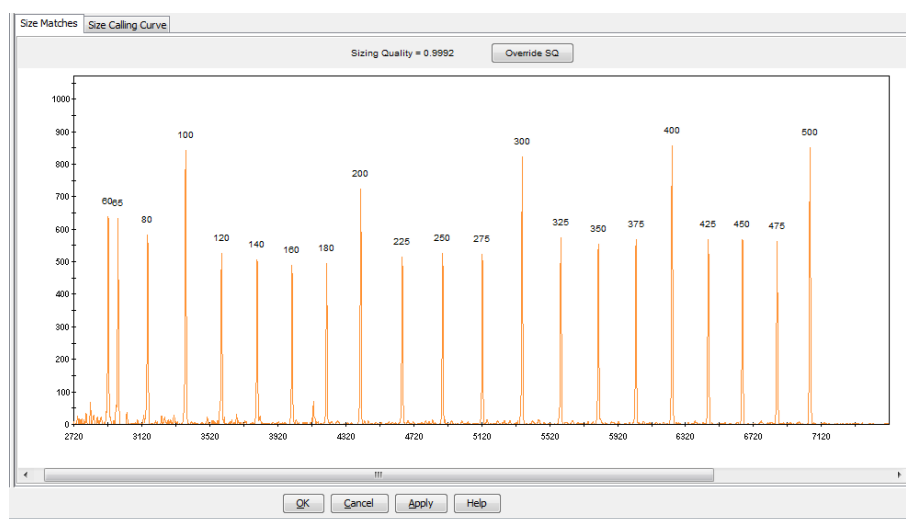 Size Matches Size Calling Curve
Sizing Quality = 0.9992 Override SQ
1000
900
800
700
600
500
400
300
200
100
0
60 65 80 100 120 140 160 180 200 225 250 275 300 325 350 375 400 425 450 475 500
2720 3120 3520 3920 4320 4720 5120 5520 5920 6320 6720 7120
OK Cancel Apply Help